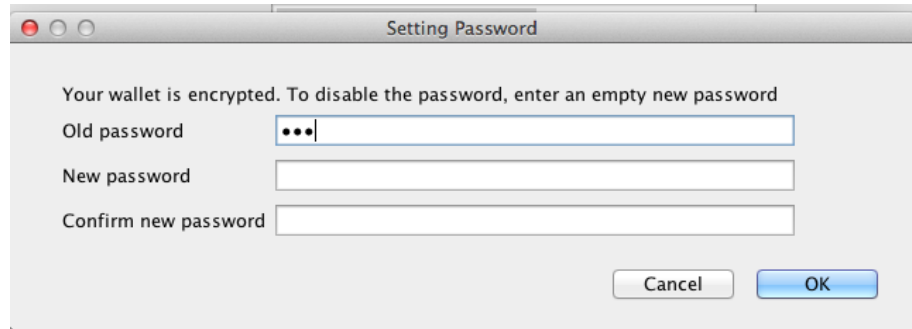 Setting Password
Your wallet is encrypted. To disable the password, enter an empty new password
Old password •••
New password
Confirm new password
Cancel OK